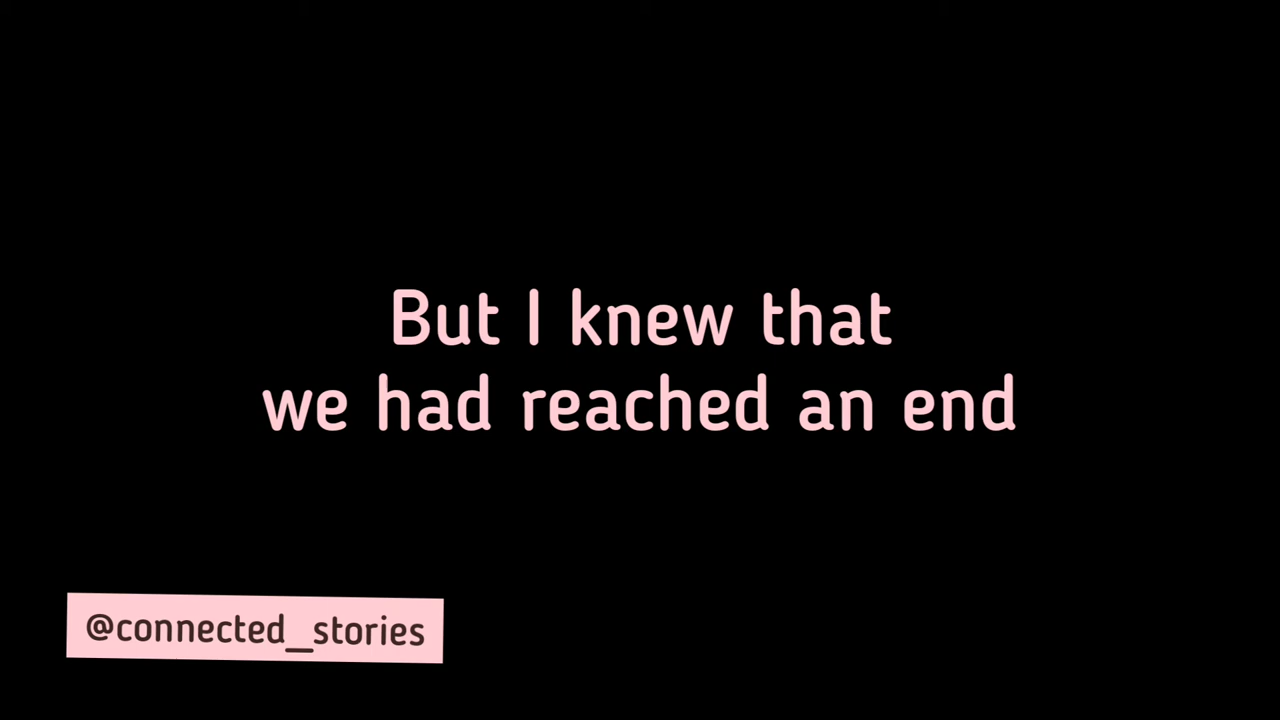 But I knew that
we had reached an end
@connected_stories